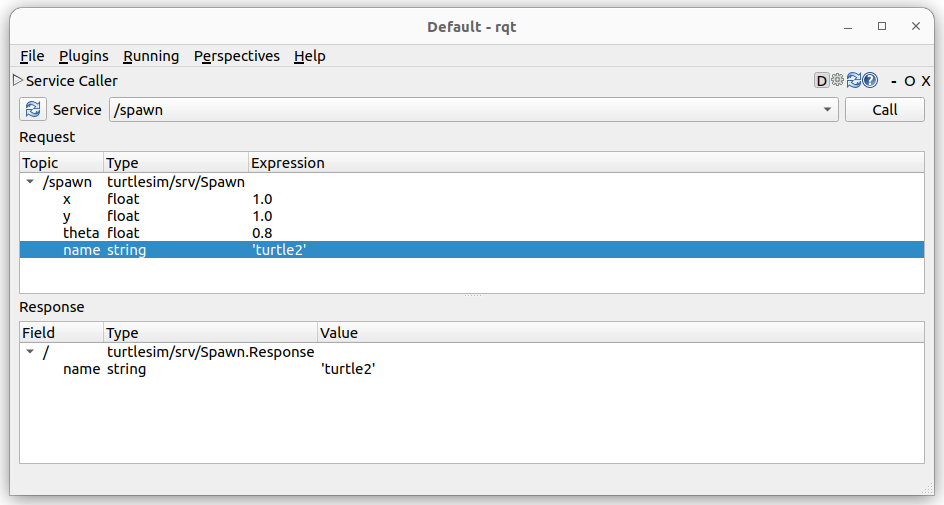 Default - rqt
File Plugins Running Perspectives Help
Service Caller D ? - O X
Service /spawn Call
Request
Topic Type Expression
/spawn turtlesim/srv/Spawn
x float 1.0
y float 1.0
theta float 0.8
name string 'turtle2'
Response
Field Type Value
/ turtlesim/srv/Spawn.Response
name string 'turtle2'